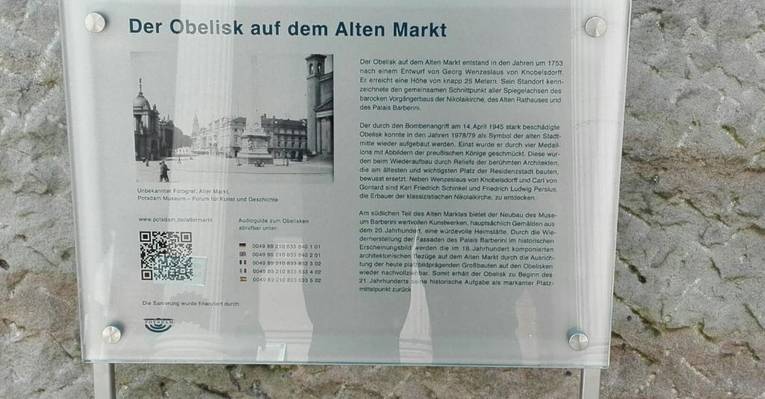 Der Obelisk auf dem Alten Markt
Der Obelisk auf dem Alten Markt entstand in den Jahren um 1753
nach einem Entwurf von Georg Wenzeslaus von Knobelsdorff.
Er erreicht eine Höhe von knapp 25 Metern. Sein Standort kenn-
zeichnete den gemeinsamen Schnittpunkt aller Spiegelachsen des
barocken Vorgängerbaus der Nikolaikirche, des Alten Rathauses und
des Palais Barberini.
Der durch den Bombenangriff am 14. April 1945 stark beschädigte
Obelisk konnte in den Jahren 1978/79 als Symbol der alten Stadt-
mitte wieder aufgebaut werden. Einst wurde er durch vier Medail-
lons mit Abbildern der preußischen Könige geschmückt. Diese wur-
den beim Wiederaufbau durch Reliefs der berühmten Architekten,
die am ältesten und wichtigsten Platz der Residenzstadt bauten,
bewusst ersetzt. Neben Wenzeslaus von Knobelsdorff und Carl von
Gontard sind Karl Friedrich Schinkel und Friedrich Ludwig Persius,
die Erbauer der klassizistischen Nikolaikirche, zu entdecken.
Am südlichen Teil des Alten Marktes bietet der Neubau des Muse-
um Barberini wertvollen Kunstwerken, hauptsächlich Gemälden aus
dem 20. Jahrhundert, eine würdevolle Heimstätte. Durch die Wie-
derherstellung der Fassaden des Palais Barberini im historischen
Erscheinungsbild werden die im 18. Jahrhundert komponierten
architektonischen Bezüge auf dem Alten Markt durch die Ausrich-
tung der heute platzbildprägenden Großbauten auf den Obelisken
wieder nachvollziehbar. Somit erhält der Obelisk zu Beginn des
21. Jahrhunderts seine historische Aufgabe als markanter Platz-
mittelpunkt zurück.
Unbekannter Fotograf, Alter Markt,
Potsdam Museum – Forum für Kunst und Geschichte
www.potsdam.de/altermarkt
Audioguide zum Obelisken
abrufbar unter:
Die Sanierung wurde finanziert durch: